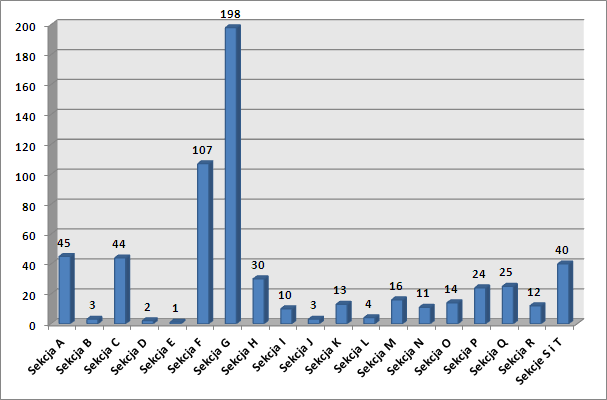 200
180
160
140
120
100
80
60
40
20
0
45
3
44
2
1
107
198
30
10
3
13
4
16
11
14
24
25
12
40
Sekcja A
Sekcja B
Sekcja C
Sekcja D
Sekcja E
Sekcja F
Sekcja G
Sekcja H
Sekcja I
Sekcja J
Sekcja K
Sekcja L
Sekcja M
Sekcja N
Sekcja O
Sekcja P
Sekcja Q
Sekcja R
Sekcje S i T